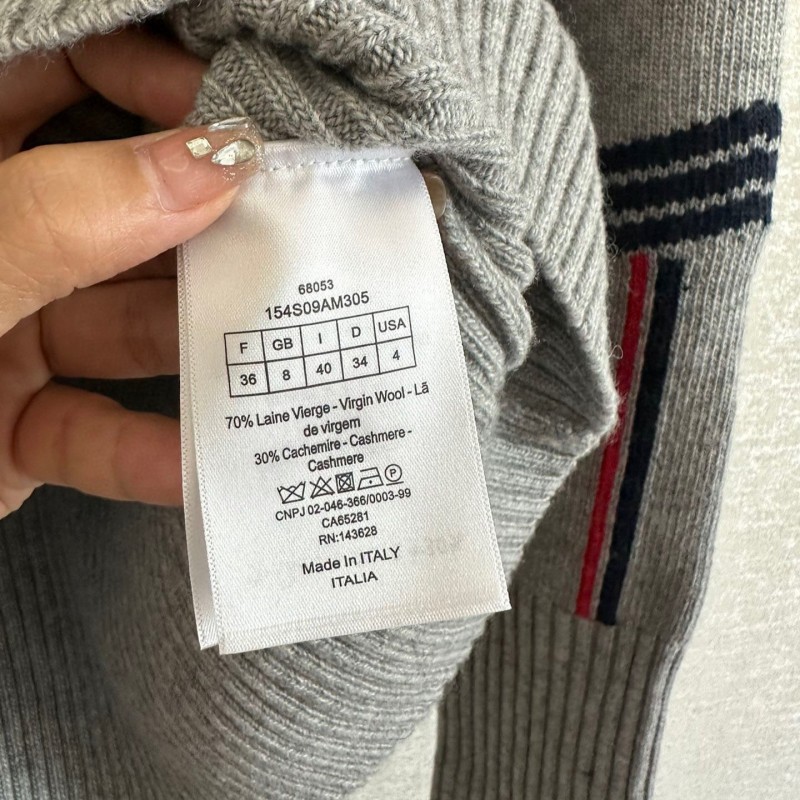 68053
154S09AM305
F GB I D USA
36 8 40 34 4
70% Laine Vierge - Virgin Wool - Lã
de virgem
30% Cachemire - Cashmere -
Cashmere
P
CNPJ 02-046-366/0003-99
CA65281
RN:143628
Made In ITALY
ITALIA